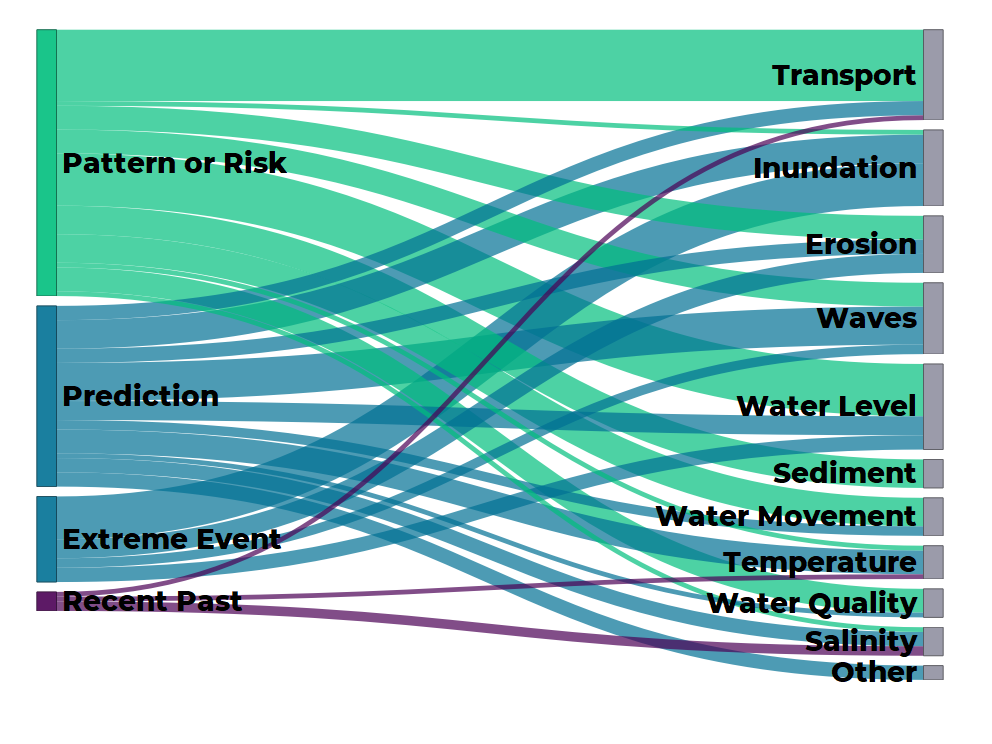 Pattern or Risk
Prediction
Extreme Event
Recent Past
Transport
Inundation
Erosion
Waves
Water Level
Sediment
Water Movement
Temperature
Water Quality
Salinity
Other